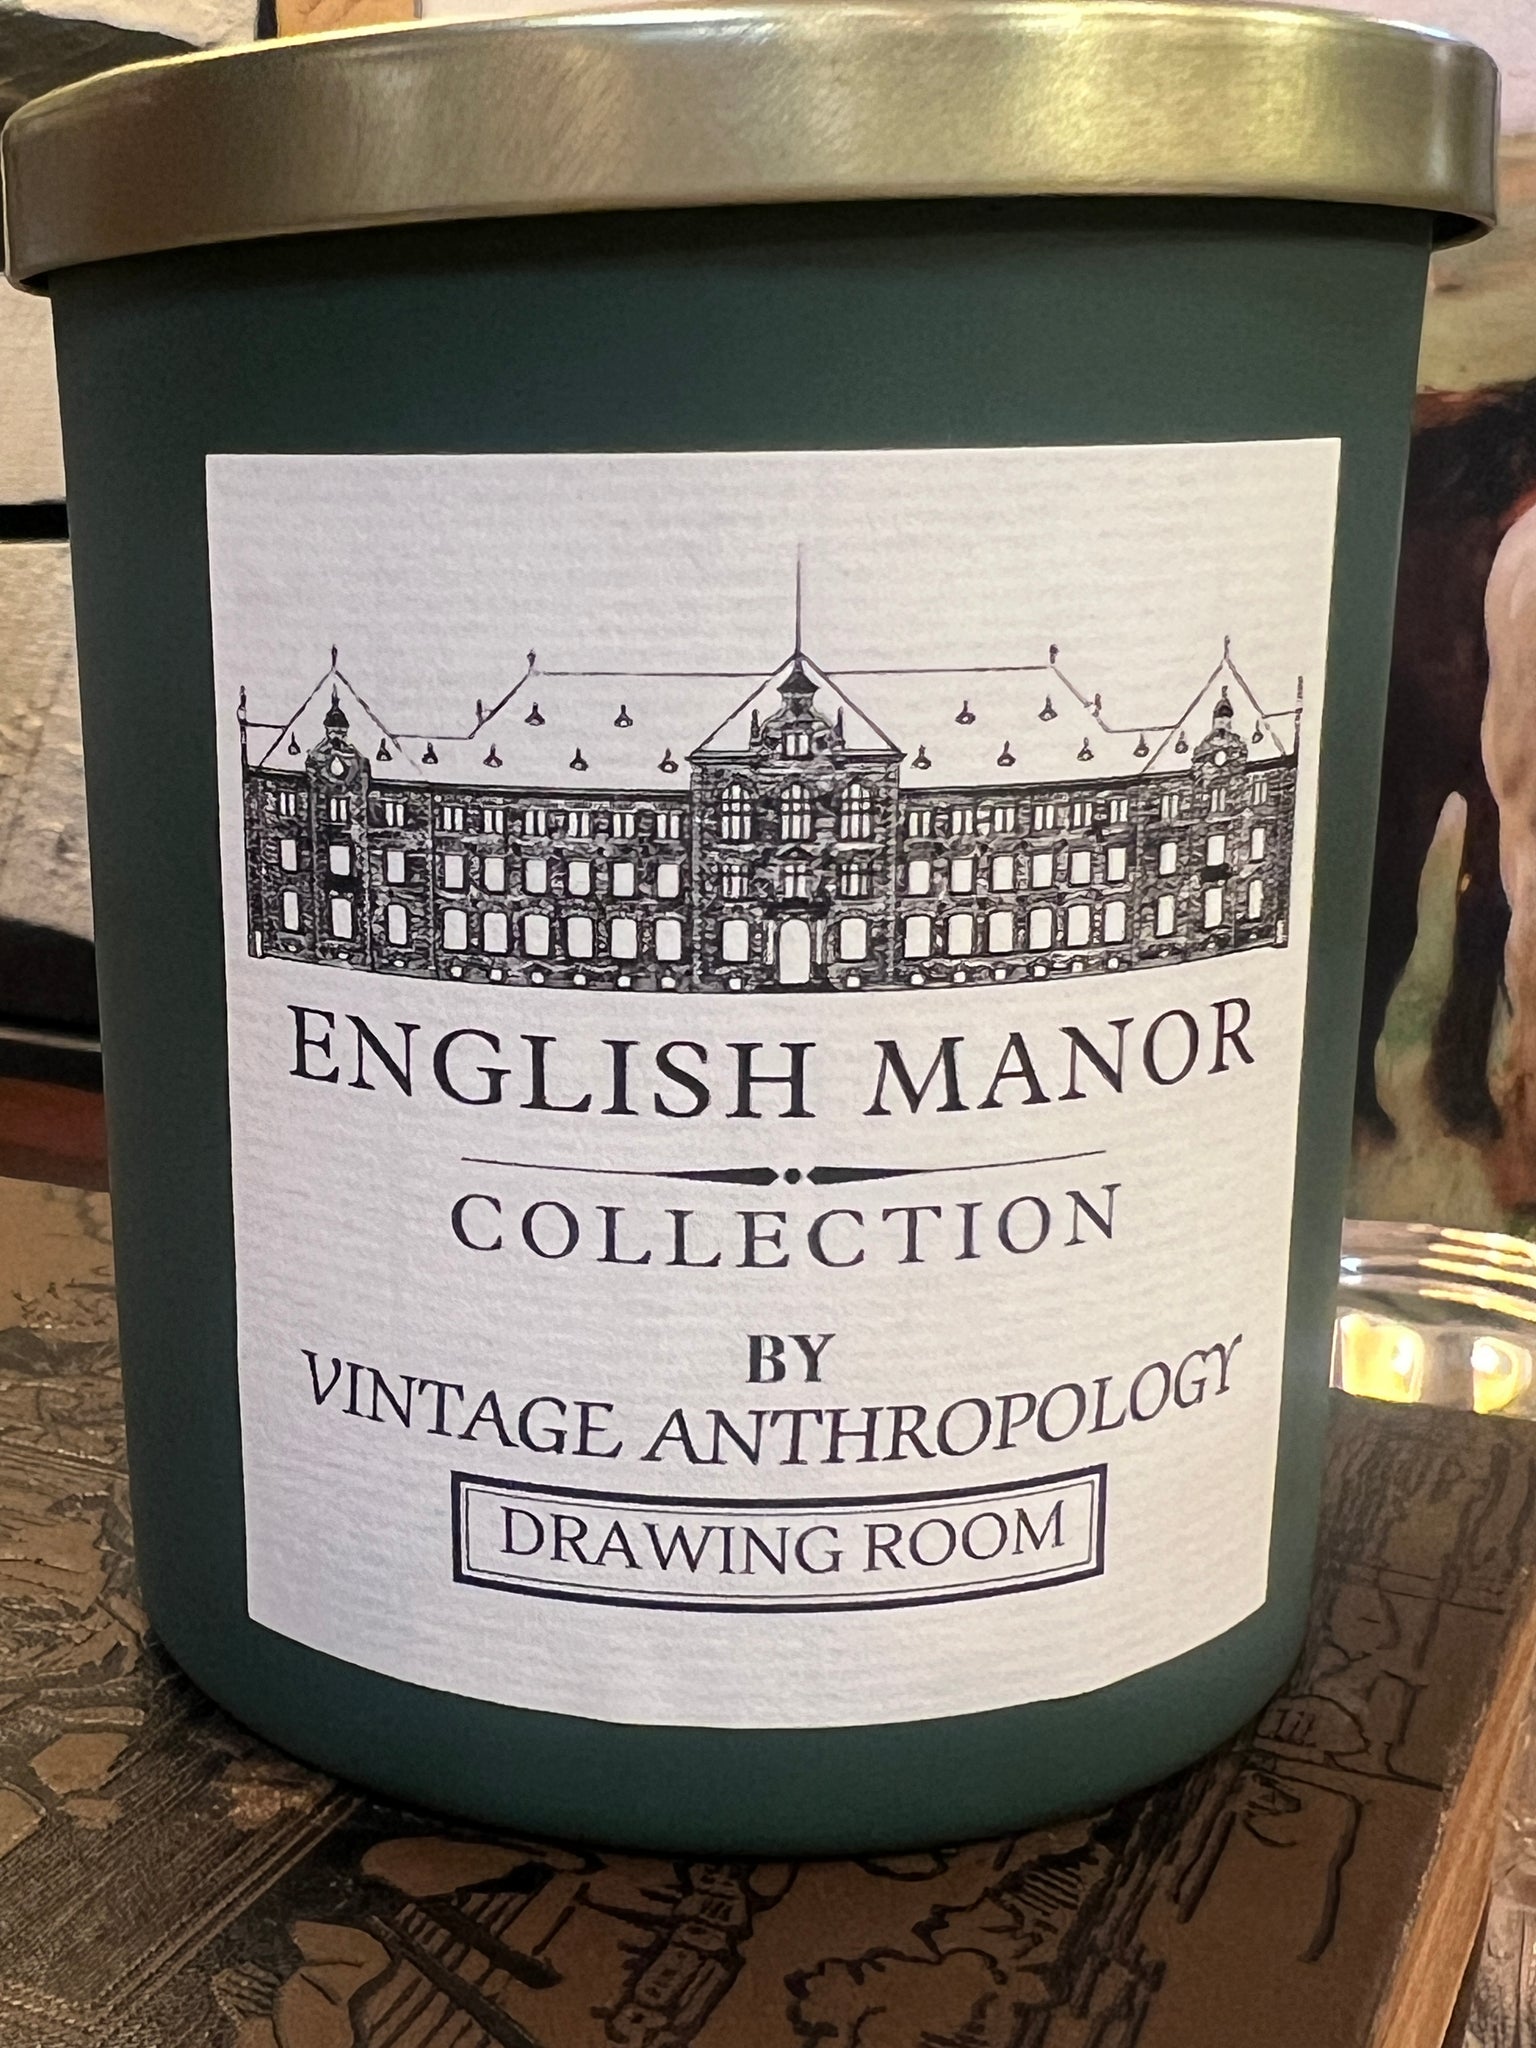 ENGLISH MANOR
COLLECTION
BY
VINTAGE ANTHROPOLOGY
DRAWING ROOM